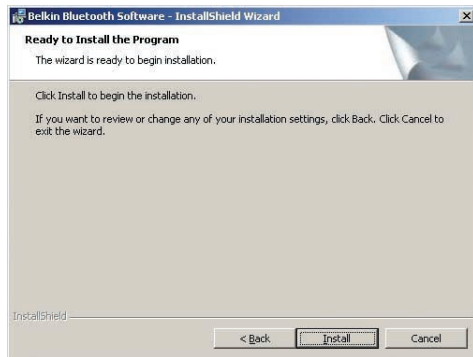 Belkin Bluetooth Software - InstallShield Wizard
Ready to Install the Program
The wizard is ready to begin installation.
Click Install to begin the installation.
If you want to review or change any of your installation settings, click Back. Click Cancel to
exit the wizard.
InstallShield
< Back Install Cancel